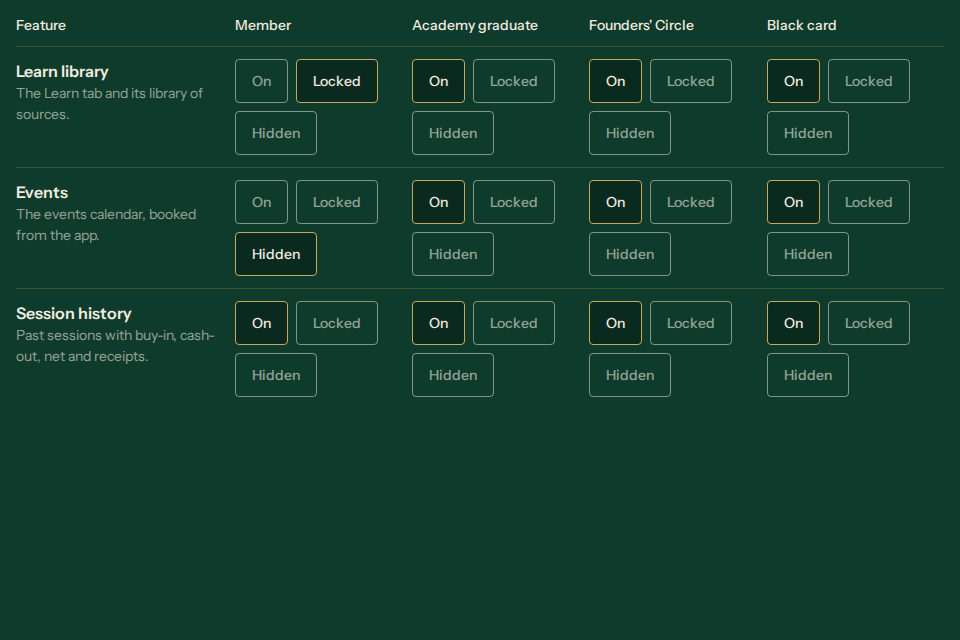 Feature Member Academy graduate Founders' Circle Black card
Learn library
The Learn tab and its library of
sources.
On Locked On Locked On Locked On Locked
Hidden Hidden Hidden Hidden
Events
The events calendar, booked
from the app.
On Locked On Locked On Locked On Locked
Hidden Hidden Hidden Hidden
Session history
Past sessions with buy-in, cash-
out, net and receipts.
On Locked On Locked On Locked On Locked
Hidden Hidden Hidden Hidden